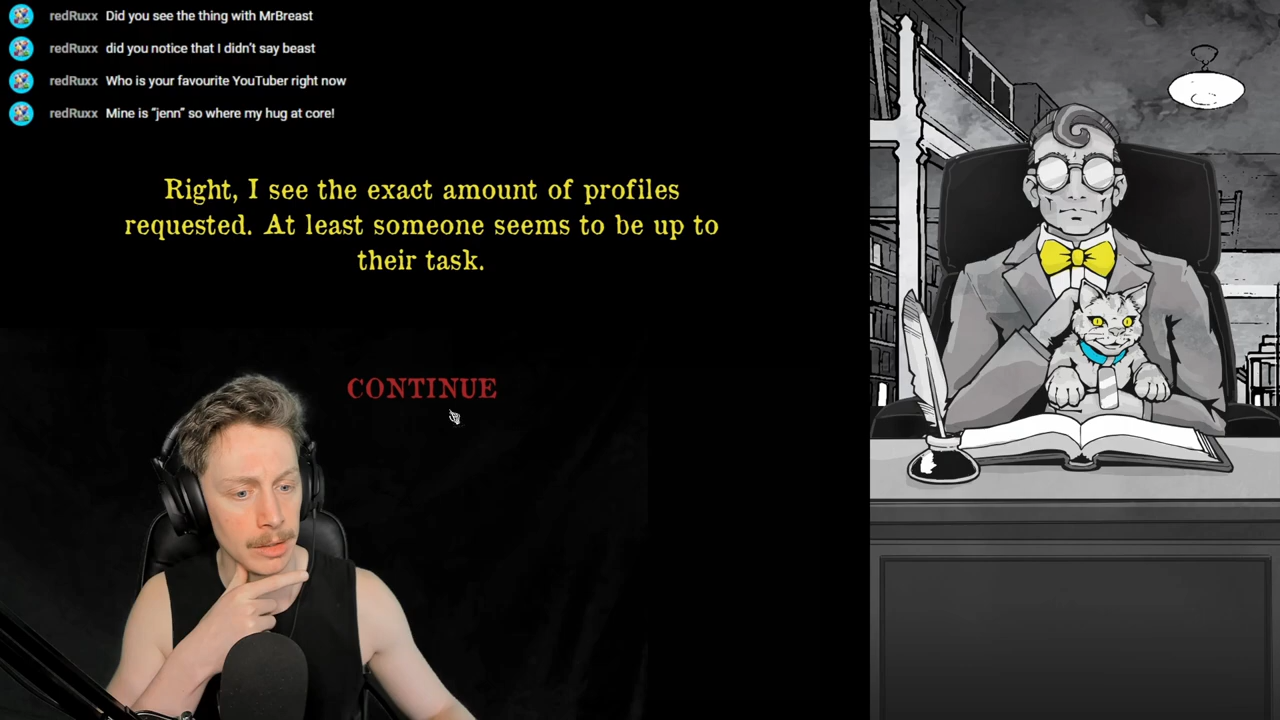 redRuxx Did you see the thing with MrBreast
redRuxx did you notice that I didn't say beast
redRuxx Who is your favourite YouTuber right now
redRuxx Mine is "jenn" so where my hug at core!
Right, I see the exact amount of profiles
requested. At least someone seems to be up to
their task.
CONTINUE